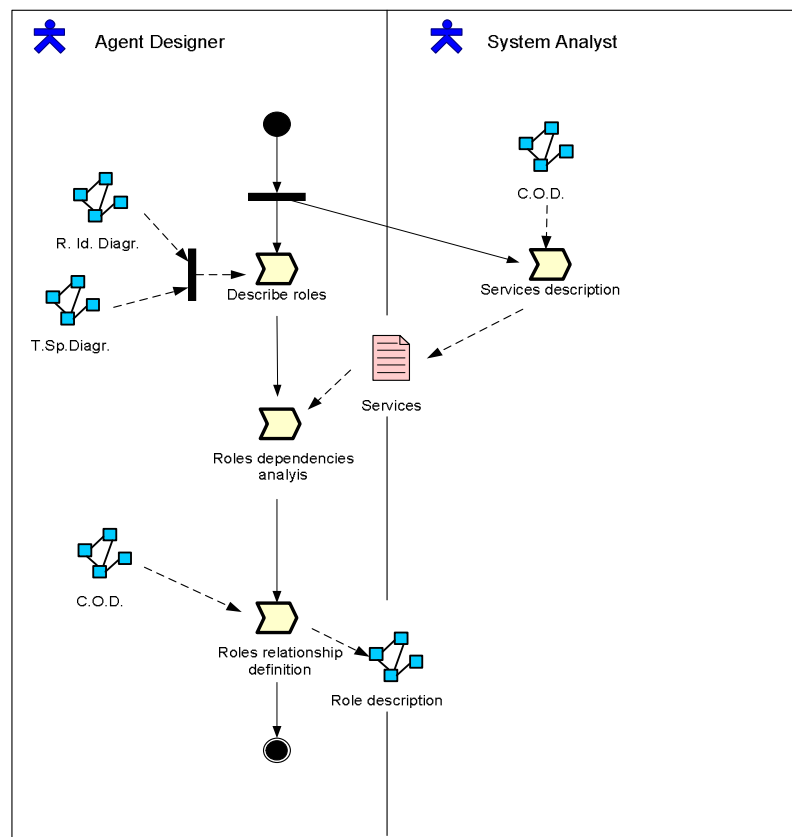 Agent Designer
System Analyst
C.O.D.
R. Id. Diagr.
Describe roles
Services description
T.Sp.Diagr.
Services
Roles dependencies
analyis
C.O.D.
Roles relationship
definition
Role description